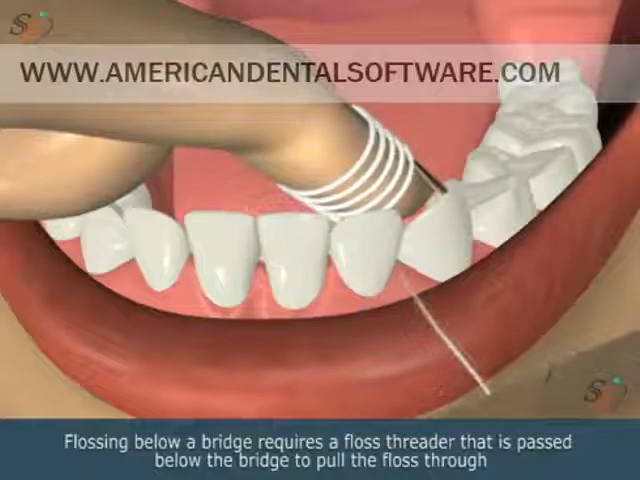 WWW.AMERICANDENTALSOFTWARE.COM
Flossing below a bridge requires a floss threader that is passed
below the bridge to pull the floss through